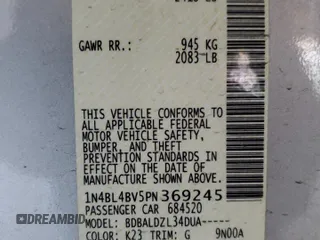 GAWR RR.: 945 KG
2083 LB
THIS VEHICLE CONFORMS TO
ALL APPLICABLE FEDERAL
MOTOR VEHICLE SAFETY,
BUMPER, AND THEFT
PREVENTION STANDARDS IN
EFFECT ON THE DATE OF
MANUFACTURE SHOWN ABOVE.
1N4BL4BV5PN369245
PASSENGER CAR 684520
MODEL: BDBALDZL34DUA-----
COLOR: K23 TRIM: G 9N00A
DREAMBID